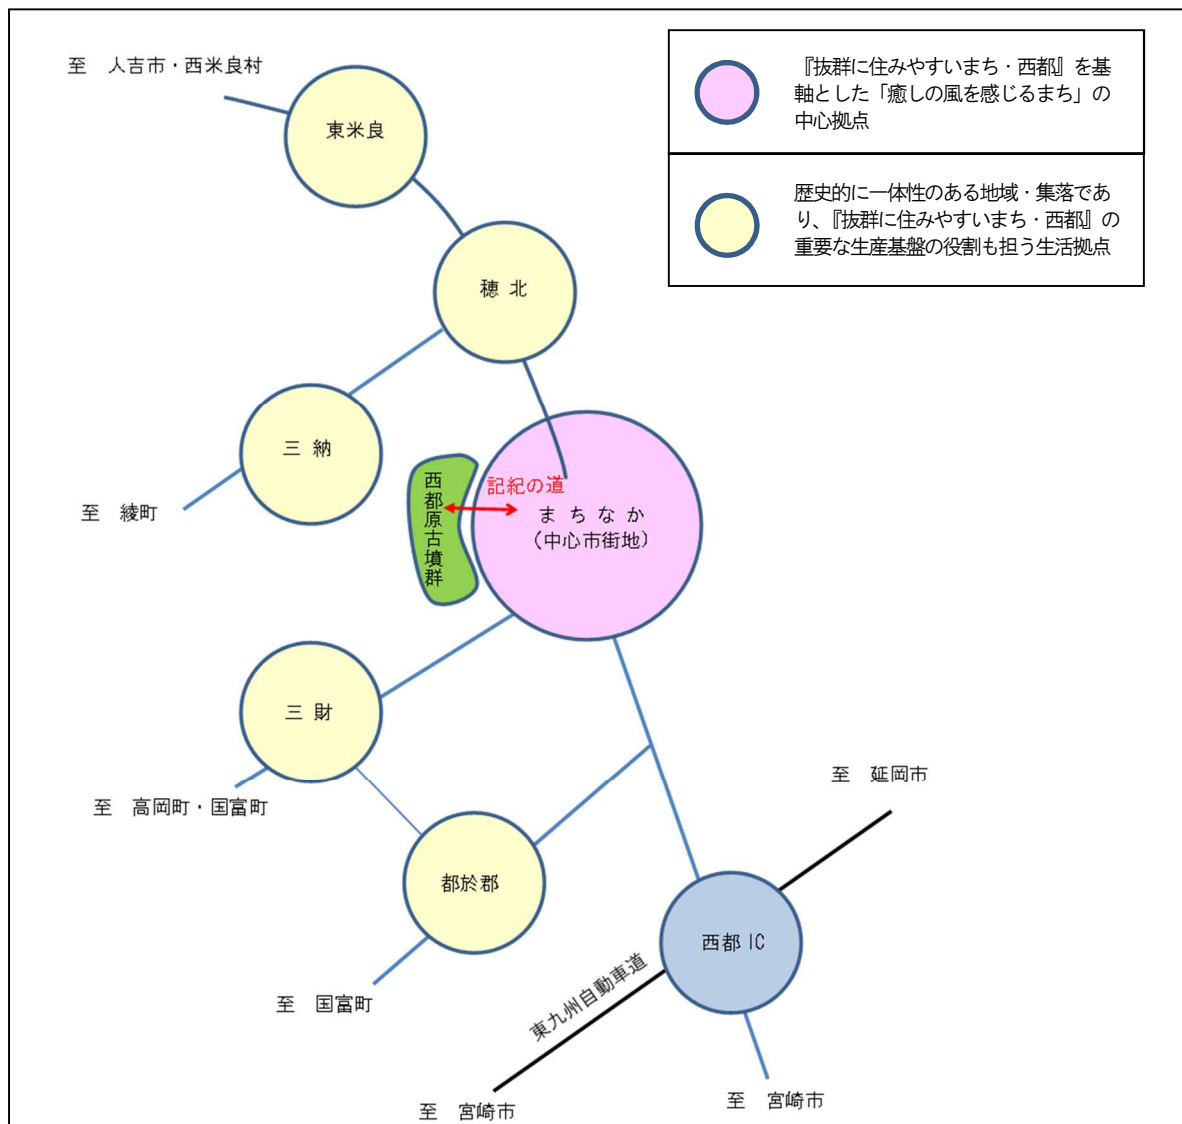 至　人吉市・西米良村
東米良
『抜群に住みやすいまち・西都』を基
軸とした「癒しの風を感じるまち」の
中心拠点
歴史的に一体性のある地域・集落であ
り、『抜群に住みやすいまち・西都』の
重要な生産基盤の役割も担う生活拠点
穂 北
三 納
至　綾町
西都原古墳群
記紀の道
ま ち な か
（中心市街地）
三 財
至　高岡町・国富町
至　延岡市
都於郡
西都 IC
至　国富町
東九州自動車道
至　宮崎市
至　宮崎市